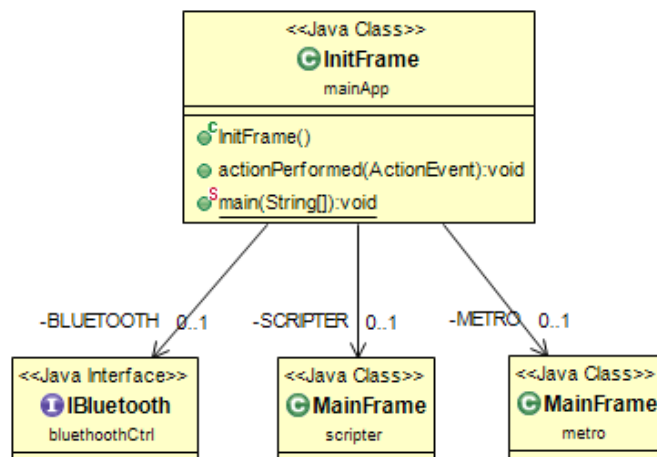 <<Java Class>>
InitFrame
mainApp
InitFrame()
actionPerformed(ActionEvent):void
main(String[]):void
-BLUETOOTH 0..1 -SCRIPTER 0..1 -METRO 0..1
<<Java Interface>> <<Java Class>> <<Java Class>>
IBluetooth MainFrame MainFrame
bluethoothCtrl scripter metro